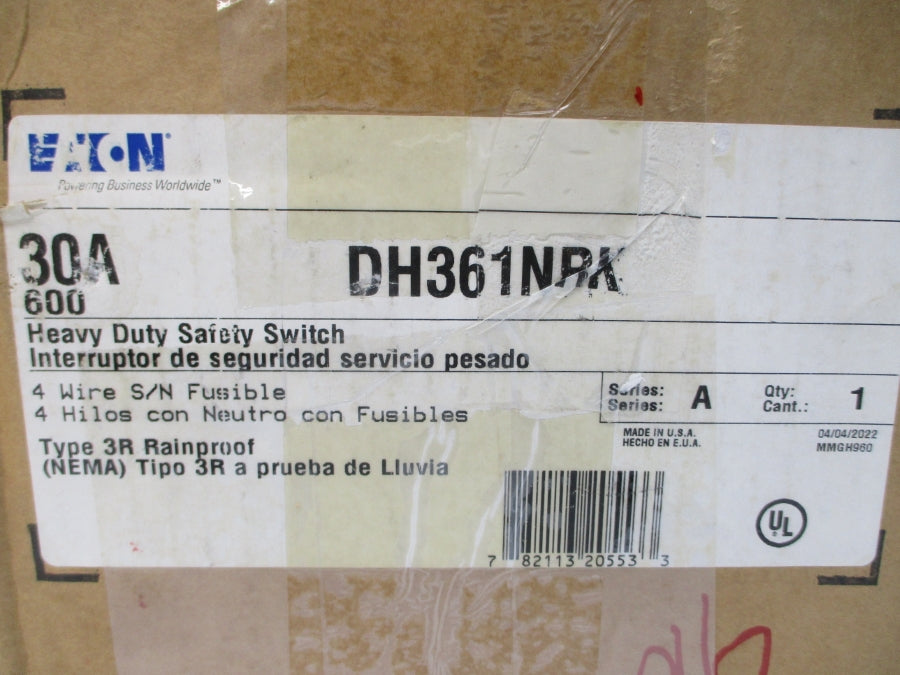 EATON
Powering Business Worldwide™
30A
600
DH361NRK
Heavy Duty Safety Switch
Interruptor de seguridad servicio pesado
4 Wire S/N Fusible
4 Hilos con Neutro con Fusibles
Series: A Qty: 1
Series: Cant.:
Type 3R Rainproof
(NEMA) Tipo 3R a prueba de Lluvia
MADE IN U.S.A.
HECHO EN E.U.A.
04/04/2022
MMGH960
7 82113 20553 3
UL